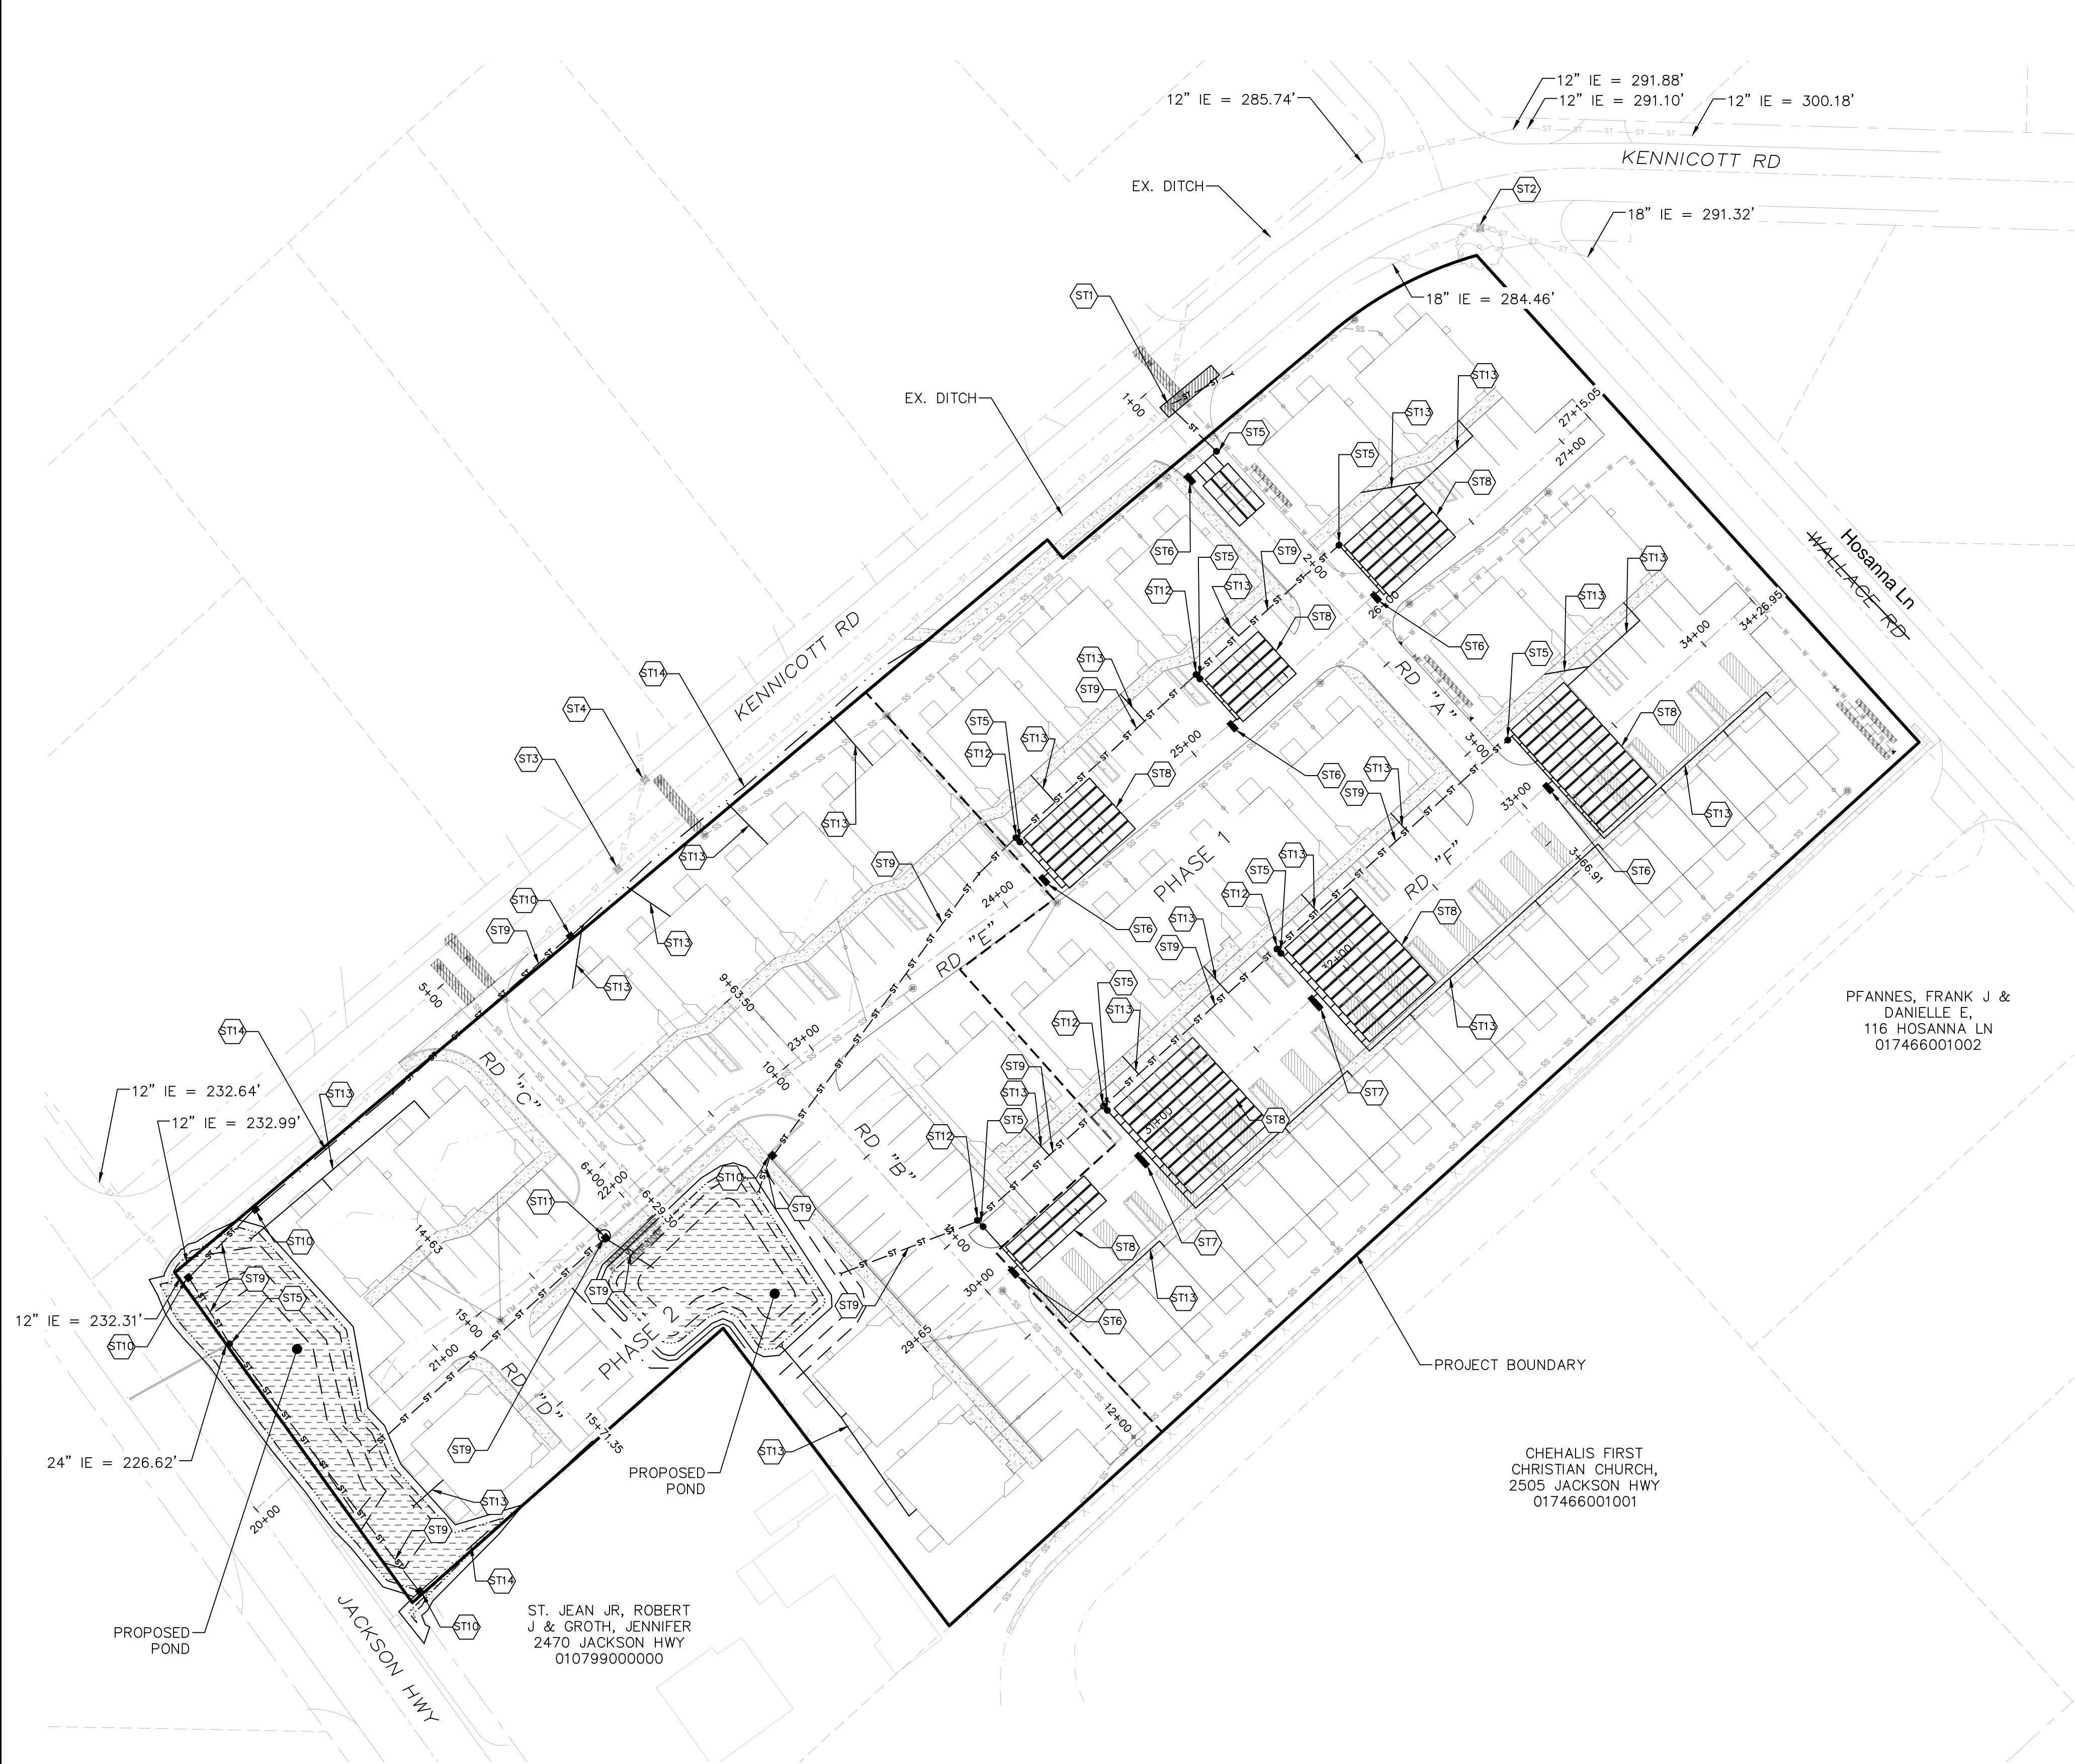 12" IE = 291.88'
12" IE = 285.74'
12" IE = 291.10'
12" IE = 300.18'
KENNICOTT RD
EX. DITCH
ST2
18" IE = 291.32'
ST1
18" IE = 284.46'
ST13
EX. DITCH
1+00
ST13
27+15.05
ST5
27+00
ST5
ST8
ST6
ST5
ST9
2+00
Hosanna Ln
WALLACE RD
ST12
ST13
ST13
ST13
26+00
34+26.95
KENNICOTT RD
ST8
34+00
ST6
ST13
ST14
RD "A"
ST5
ST9
ST4
ST5
ST8
25+00
3+00
ST13
ST12
ST3
ST8
ST6
ST13
33+00
ST9
ST13
ST13
ST13
PHASE 1
3+66.91
ST9
ST13
RD "F"
ST6
ST5
24+00
ST12
ST10
ST8
ST13
ST6
ST9
ST13
"E"
RD
ST9
32+00
ST5
ST13
9+63.50
5+00
PFANNES, FRANK J &
DANIELLE E,
116 HOSANNA LN
017466001002
ST13
ST12
ST13
ST14
23+00
ST9
10+00
RD "C"
12" IE = 232.64'
ST13
ST13
ST7
12" IE = 232.99'
ST5
31+00
ST8
ST12
RD "B"
6+00
22+00
ST10
ST11
6+29.30
ST9
14+63
ST10
11+00
ST7
ST8
ST9
30+00
ST5
ST9
ST13
ST9
12" IE = 232.31'
ST6
15+00
PHASE 2
29+65
ST10
21+00
PROJECT BOUNDARY
RD "D"
12+00
15+71.35
ST9
ST13
24" IE = 226.62'
PROPOSED
POND
CHEHALIS FIRST
CHRISTIAN CHURCH,
2505 JACKSON HWY
017466001001
ST13
20+00
ST9
ST14
ST10
PROPOSED
POND
JACKSON HWY
ST. JEAN JR, ROBERT
J & GROTH, JENNIFER
2470 JACKSON HWY
010799000000